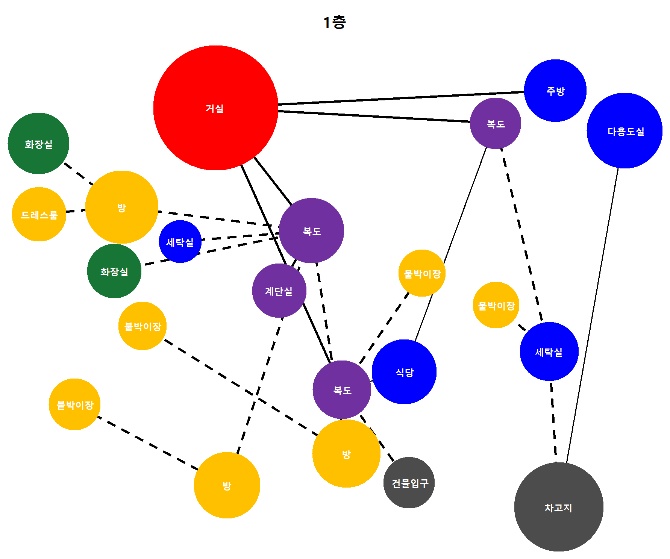 1층
거실
주방
복도
다용도실
화장실
방
드레스룸
세탁실
복도
화장실
계단실
붙박이장
붙박이장
붙박이장
세탁실
식당
복도
붙박이장
방
방
건물입구
차고지